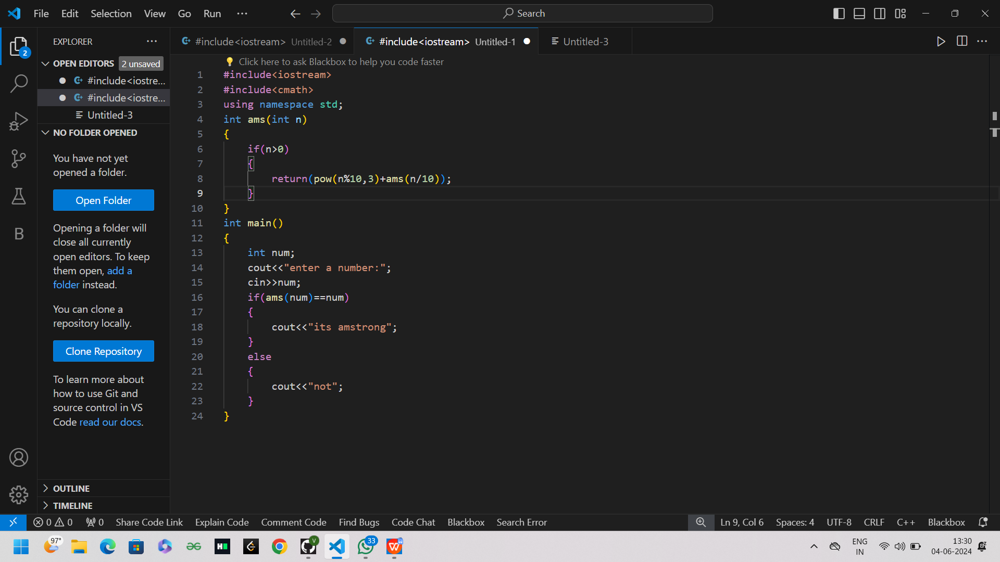 File Edit Selection View Go Run ··· Search
EXPLORER ···
#include<iostream> Untitled-2
#include<iostream> Untitled-1
Untitled-3
OPEN EDITORS 2 unsaved
#include<iostre...
#include<iostre...
Untitled-3
NO FOLDER OPENED
You have not yet
opened a folder.
Open Folder
Opening a folder will
close all currently
open editors. To keep
them open, add a
folder instead.
You can clone a
repository locally.
Clone Repository
To learn more about
how to use Git and
source control in VS
Code read our docs.
OUTLINE
TIMELINE
2
B
Click here to ask Blackbox to help you code faster
1 #include<iostream>
2 #include<cmath>
3 using namespace std;
4 int ams(int n)
5 {
6     if(n>0)
7     {
8         return(pow(n%10,3)+ams(n/10));
9     }
10 }
11 int main()
12 {
13     int num;
14     cout<<"enter a number:";
15     cin>>num;
16     if(ams(num)==num)
17     {
18         cout<<"its amstrong";
19     }
20     else
21     {
22         cout<<"not";
23     }
24 }
0 0 0 Share Code Link Explain Code Comment Code Find Bugs Code Chat Blackbox Search Error Ln 9, Col 6 Spaces: 4 UTF-8 CRLF C++ Blackbox
97° V 33 W
ENG
IN
13:30
04-06-2024